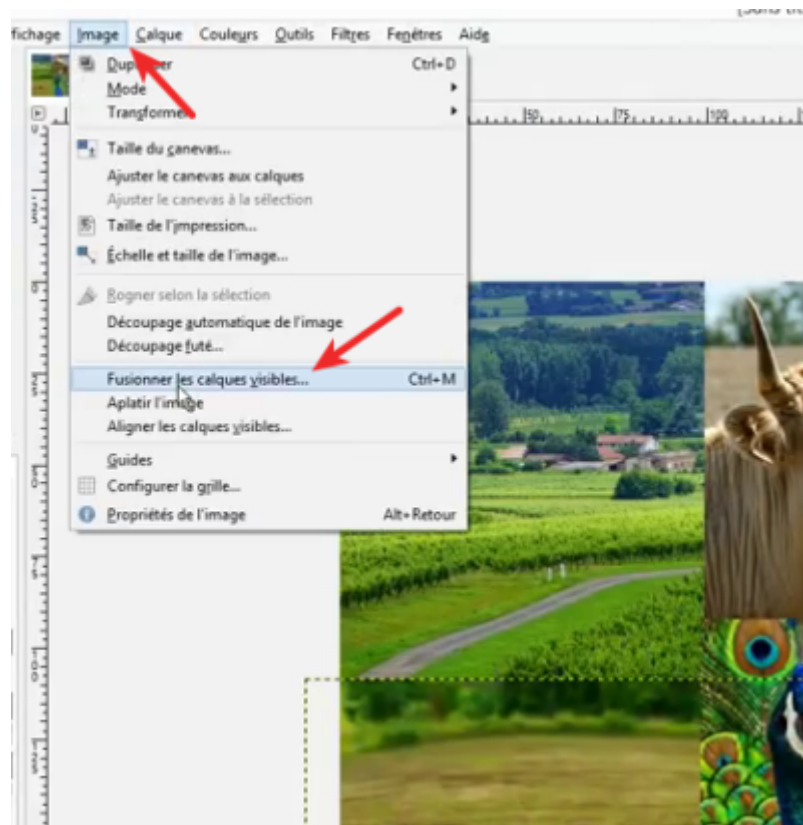 fichage Image Calque Couleurs Outils Filtres Fenêtres Aide
Ctrl+D
Mode
Transformer
Taille du canevas...
Ajuster le canevas aux calques
Ajuster le canevas à la sélection
Taille de l'impression...
Échelle et taille de l'image...
Rogner selon la sélection
Découpage automatique de l'image
Découpage futé...
Fusionner les calques visibles... Ctrl+M
Aplatir l'image
Aligner les calques visibles...
Guides
Configurer la grille...
Propriétés de l'image Alt+Retour